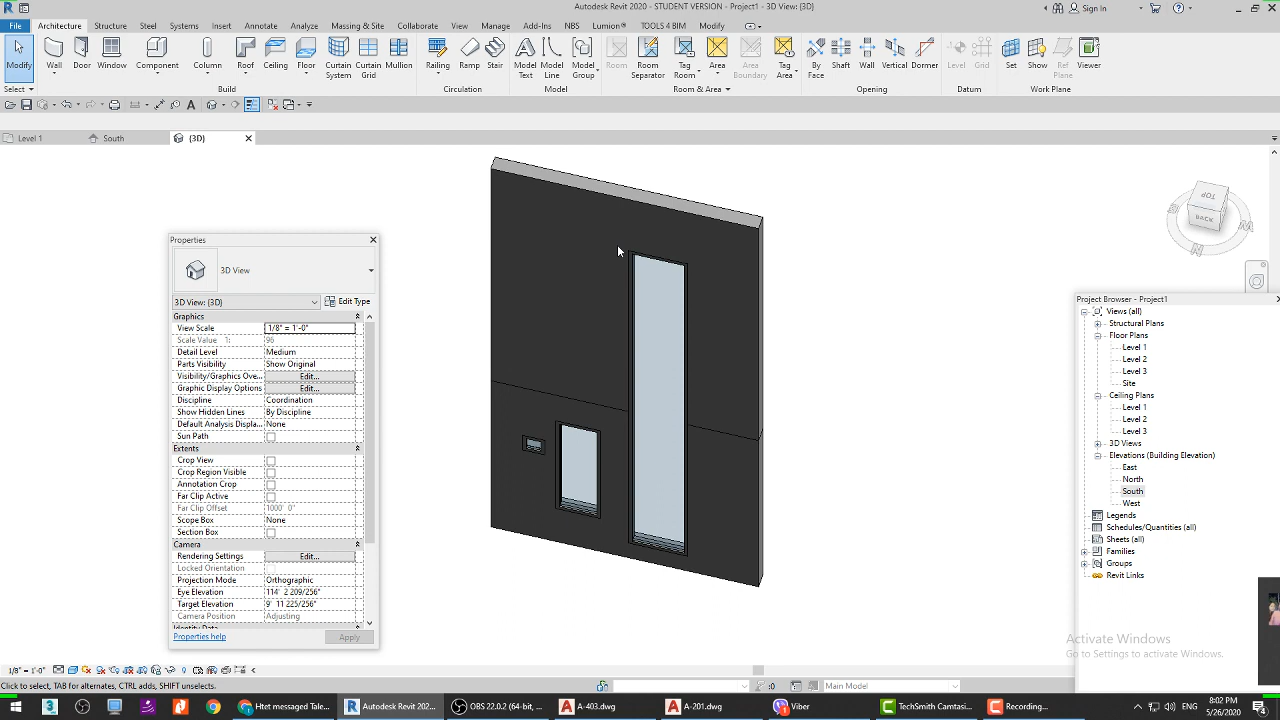 Autodesk Revit 2020 - STUDENT VERSION - Project1 - 3D View: {3D}
Sign In
File Architecture Structure Steel Systems Insert Annotate Analyze Massing & Site Collaborate View Manage Add-Ins NBS Lumion® TOOLS 4 BIM Modify
Modify Wall Door Window Component Column Roof Ceiling Floor Curtain System Curtain Grid Mullion Railing Ramp Stair Model Text Model Line Model Group Room Room Separator Tag Room Area Area Boundary Tag Area By Face Shaft Wall Vertical Dormer Level Grid Set Show Ref Plane Viewer
Select Build Circulation Model Room & Area Opening Datum Work Plane
Level 1 South {3D}
TOP
BACK
N
W
Properties
3D View
3D View: {3D} Edit Type
Graphics
View Scale 1/8" = 1'-0"
Scale Value 1: 96
Detail Level Medium
Parts Visibility Show Original
Visibility/Graphics Ove... Edit...
Graphic Display Options Edit...
Discipline Coordination
Show Hidden Lines By Discipline
Default Analysis Displa... None
Sun Path
Extents
Crop View
Crop Region Visible
Annotation Crop
Far Clip Active
Far Clip Offset 1000' 0"
Scope Box None
Section Box
Camera
Rendering Settings Edit...
Locked Orientation
Projection Mode Orthographic
Eye Elevation 114' 2 209/256"
Target Elevation 9' 11 225/256"
Camera Position Adjusting
Identity Data
Properties help Apply
Project Browser - Project1
Views (all)
Structural Plans
Floor Plans
Level 1
Level 2
Level 3
Site
Ceiling Plans
Level 1
Level 2
Level 3
3D Views
Elevations (Building Elevation)
East
North
South
West
Legends
Schedules/Quantities (all)
Sheets (all)
Families
Groups
Revit Links
Activate Windows
Go to Settings to activate Windows.
1/8" = 1'-0"
Click to select, TAB for alternates, CTRL adds, SHIFT unselects. :0 Main Model
Htet messaged Tale... Autodesk Revit 202... OBS 22.0.2 (64-bit, ... A-403.dwg A-201.dwg Viber TechSmith Camtasi... Recording... 8:02 PM
5/26/2020